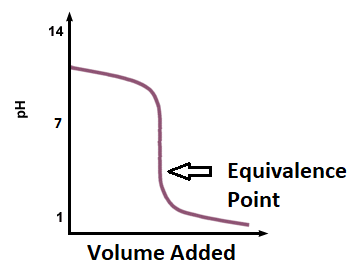 14
pH
7
Equivalence
Point
1
Volume Added